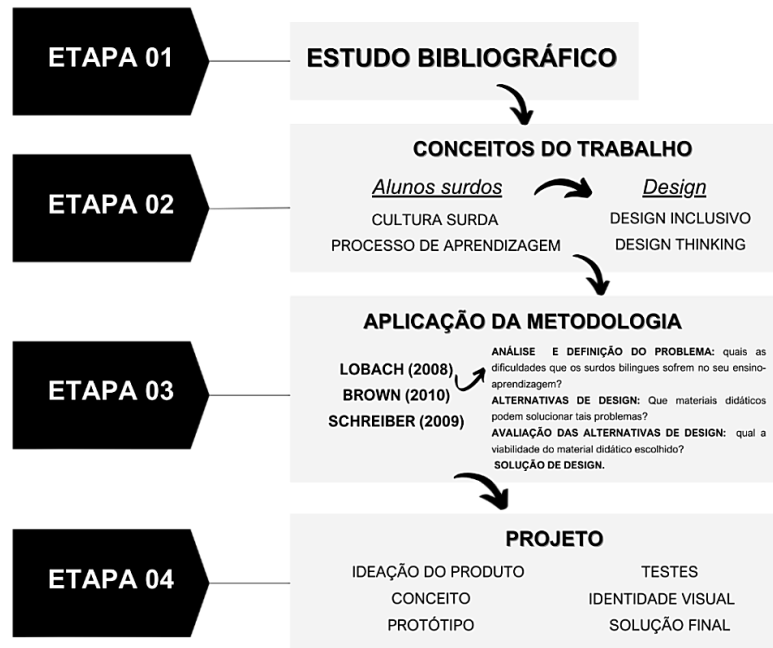 ETAPA 01
ESTUDO BIBLIOGRÁFICO
ETAPA 02
CONCEITOS DO TRABALHO
Alunos surdos
Design
CULTURA SURDA
DESIGN INCLUSIVO
PROCESSO DE APRENDIZAGEM
DESIGN THINKING
ETAPA 03
APLICAÇÃO DA METODOLOGIA
LOBACH (2008)
BROWN (2010)
SCHREIBER (2009)
ANÁLISE E DEFINIÇÃO DO PROBLEMA: quais as
dificuldades que os surdos bilingues sofrem no seu ensino-
aprendizagem?
ALTERNATIVAS DE DESIGN: Que materiais didáticos
podem solucionar tais problemas?
AVALIAÇÃO DAS ALTERNATIVAS DE DESIGN: qual a
viabilidade do material didático escolhido?
SOLUÇÃO DE DESIGN.
ETAPA 04
PROJETO
IDEAÇÃO DO PRODUTO
TESTES
CONCEITO
IDENTIDADE VISUAL
PROTÓTIPO
SOLUÇÃO FINAL